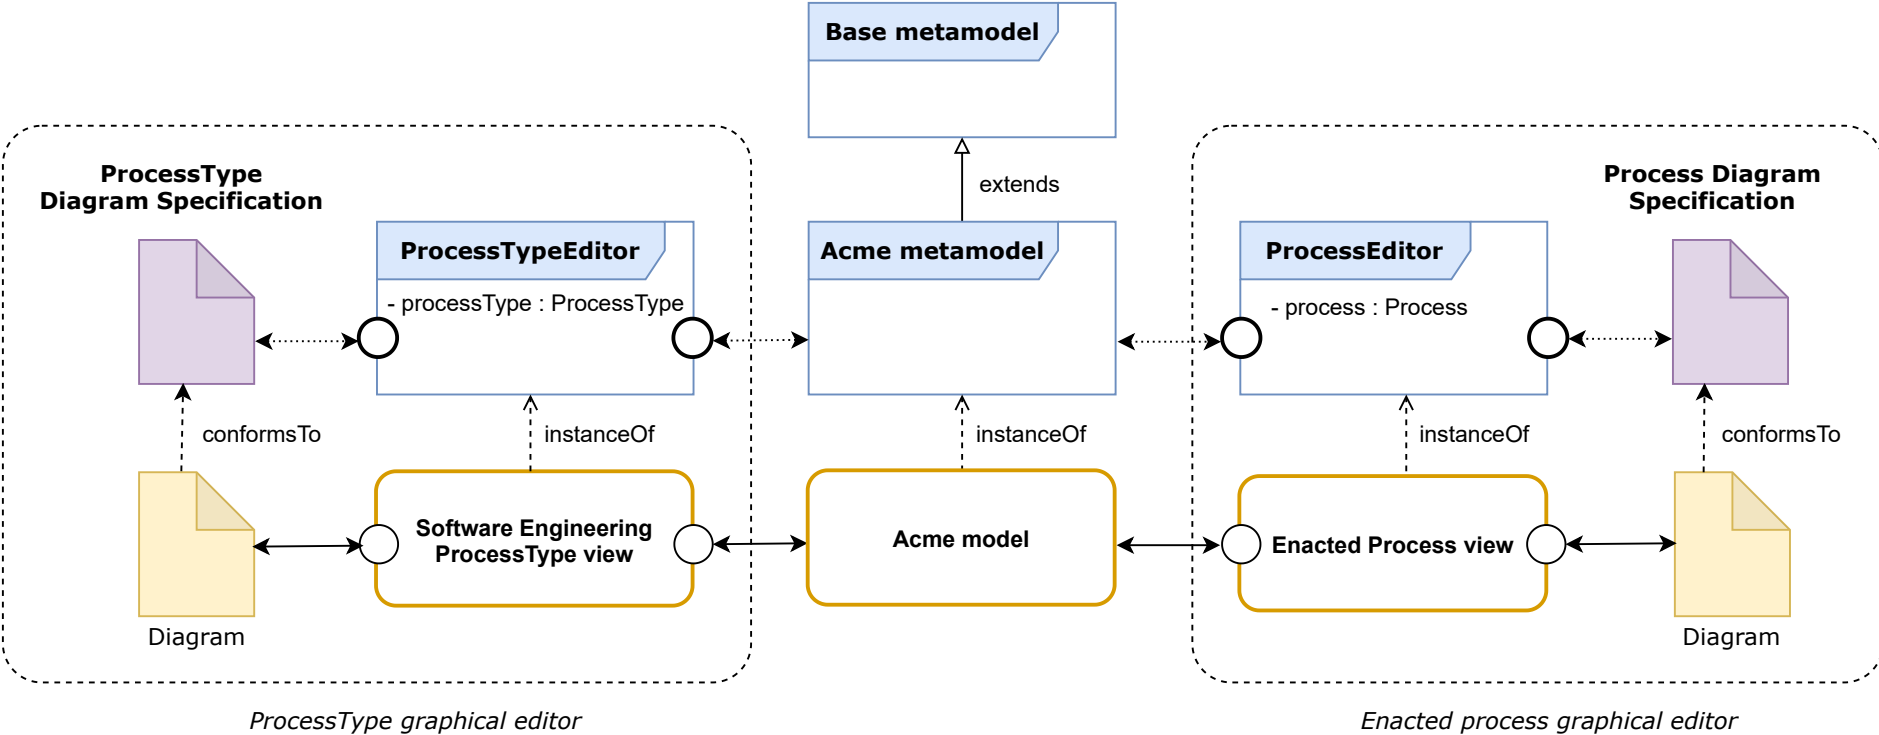 Base metamodel
extends
ProcessType
Diagram Specification
ProcessTypeEditor
- processType : ProcessType
Acme metamodel
ProcessEditor
- process : Process
Process Diagram
Specification
conformsTo
instanceOf
instanceOf
instanceOf
conformsTo
Software Engineering
ProcessType view
Acme model
Enacted Process view
Diagram
Diagram
ProcessType graphical editor
Enacted process graphical editor